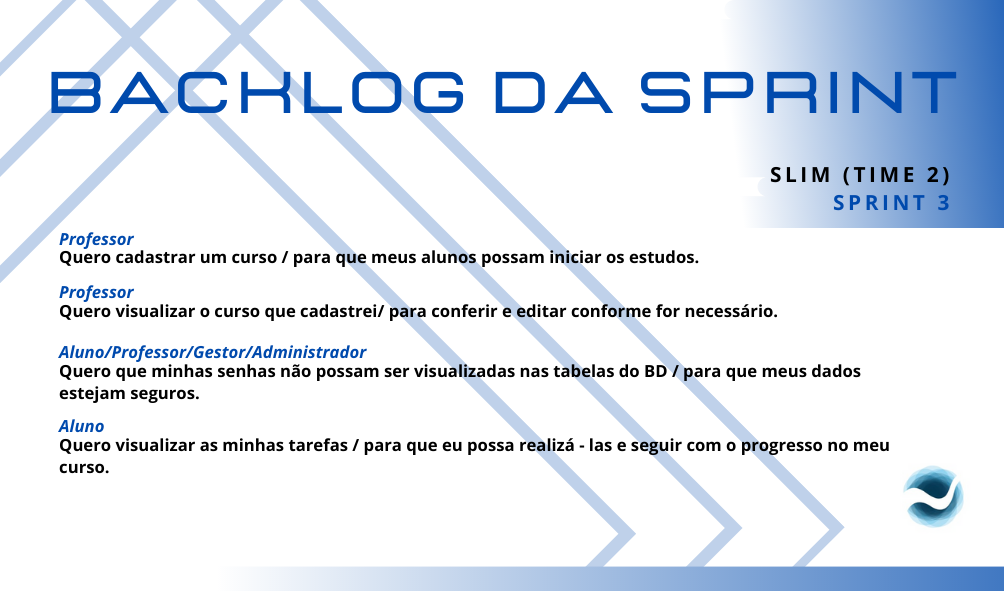 BACKLOG DA SPRINT
SLIM (TIME 2)
SPRINT 3
Professor
Quero cadastrar um curso / para que meus alunos possam iniciar os estudos.
Professor
Quero visualizar o curso que cadastrei/ para conferir e editar conforme for necessário.
Aluno/Professor/Gestor/Administrador
Quero que minhas senhas não possam ser visualizadas nas tabelas do BD / para que meus dados
estejam seguros.
Aluno
Quero visualizar as minhas tarefas / para que eu possa realizá - las e seguir com o progresso no meu
curso.